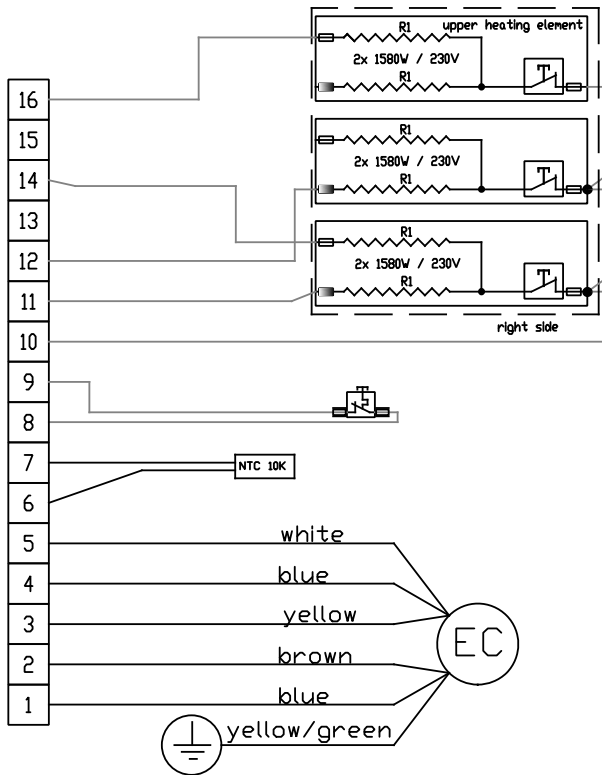 R1
upper heating element
2x 1580W / 230V
R1
16
15
R1
2x 1580W / 230V
R1
14
13
R1
12
2x 1580W / 230V
R1
11
right side
10
9
8
7
NTC 10K
6
5
white
4
blue
3
yellow
EC
2
brown
1
blue
yellow/green